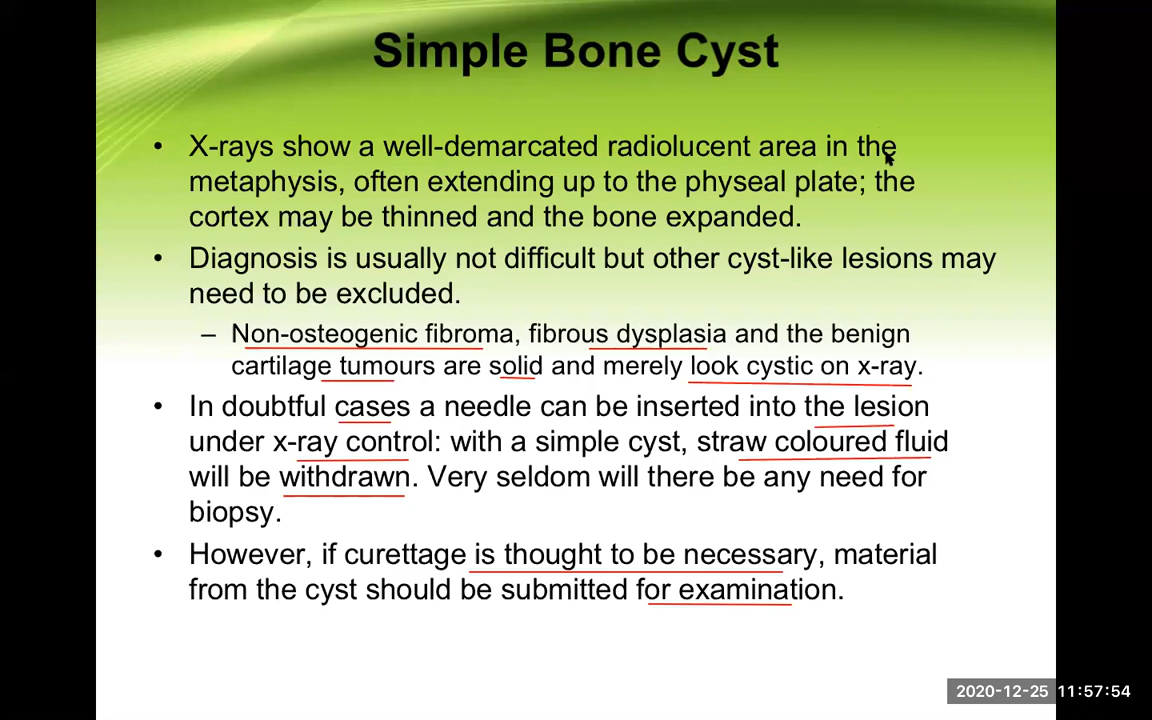 Simple Bone Cyst
• X-rays show a well-demarcated radiolucent area in the
metaphysis, often extending up to the physeal plate; the
cortex may be thinned and the bone expanded.
• Diagnosis is usually not difficult but other cyst-like lesions may
need to be excluded.
– Non-osteogenic fibroma, fibrous dysplasia and the benign
cartilage tumours are solid and merely look cystic on x-ray.
• In doubtful cases a needle can be inserted into the lesion
under x-ray control: with a simple cyst, straw coloured fluid
will be withdrawn. Very seldom will there be any need for
biopsy.
• However, if curettage is thought to be necessary, material
from the cyst should be submitted for examination.
2020-12-25 11:57:54